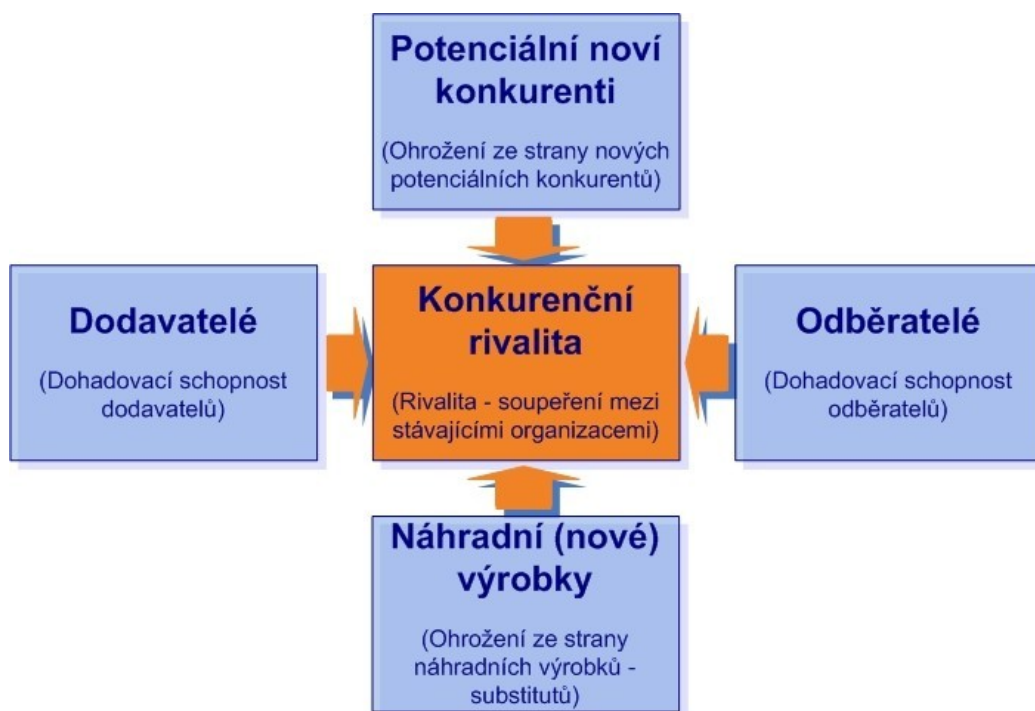 Potenciální noví
konkurenti
(Ohrožení ze strany nových
potenciálních konkurentů)
Dodavatelé
(Dohadovací schopnost
dodavatelů)
Konkurenční
rivalita
(Rivalita - soupeření mezi
stávajícími organizacemi)
Odběratelé
(Dohadovací schopnost
odběratelů)
Náhradní (nové)
výrobky
(Ohrožení ze strany
náhradních výrobků -
substitutů)